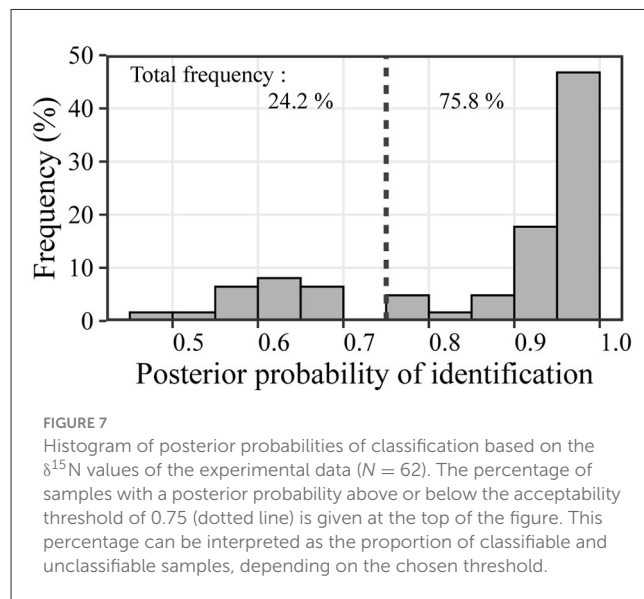 50
40
30
20
10
0
Frequency (%)
Total frequency :
24.2 %
75.8 %
0.5 0.6 0.7 0.8 0.9 1.0
Posterior probability of identification
FIGURE 7
Histogram of posterior probabilities of classification based on the
δ¹⁵N values of the experimental data (N = 62). The percentage of
samples with a posterior probability above or below the acceptability
threshold of 0.75 (dotted line) is given at the top of the figure. This
percentage can be interpreted as the proportion of classifiable and
unclassifiable samples, depending on the chosen threshold.